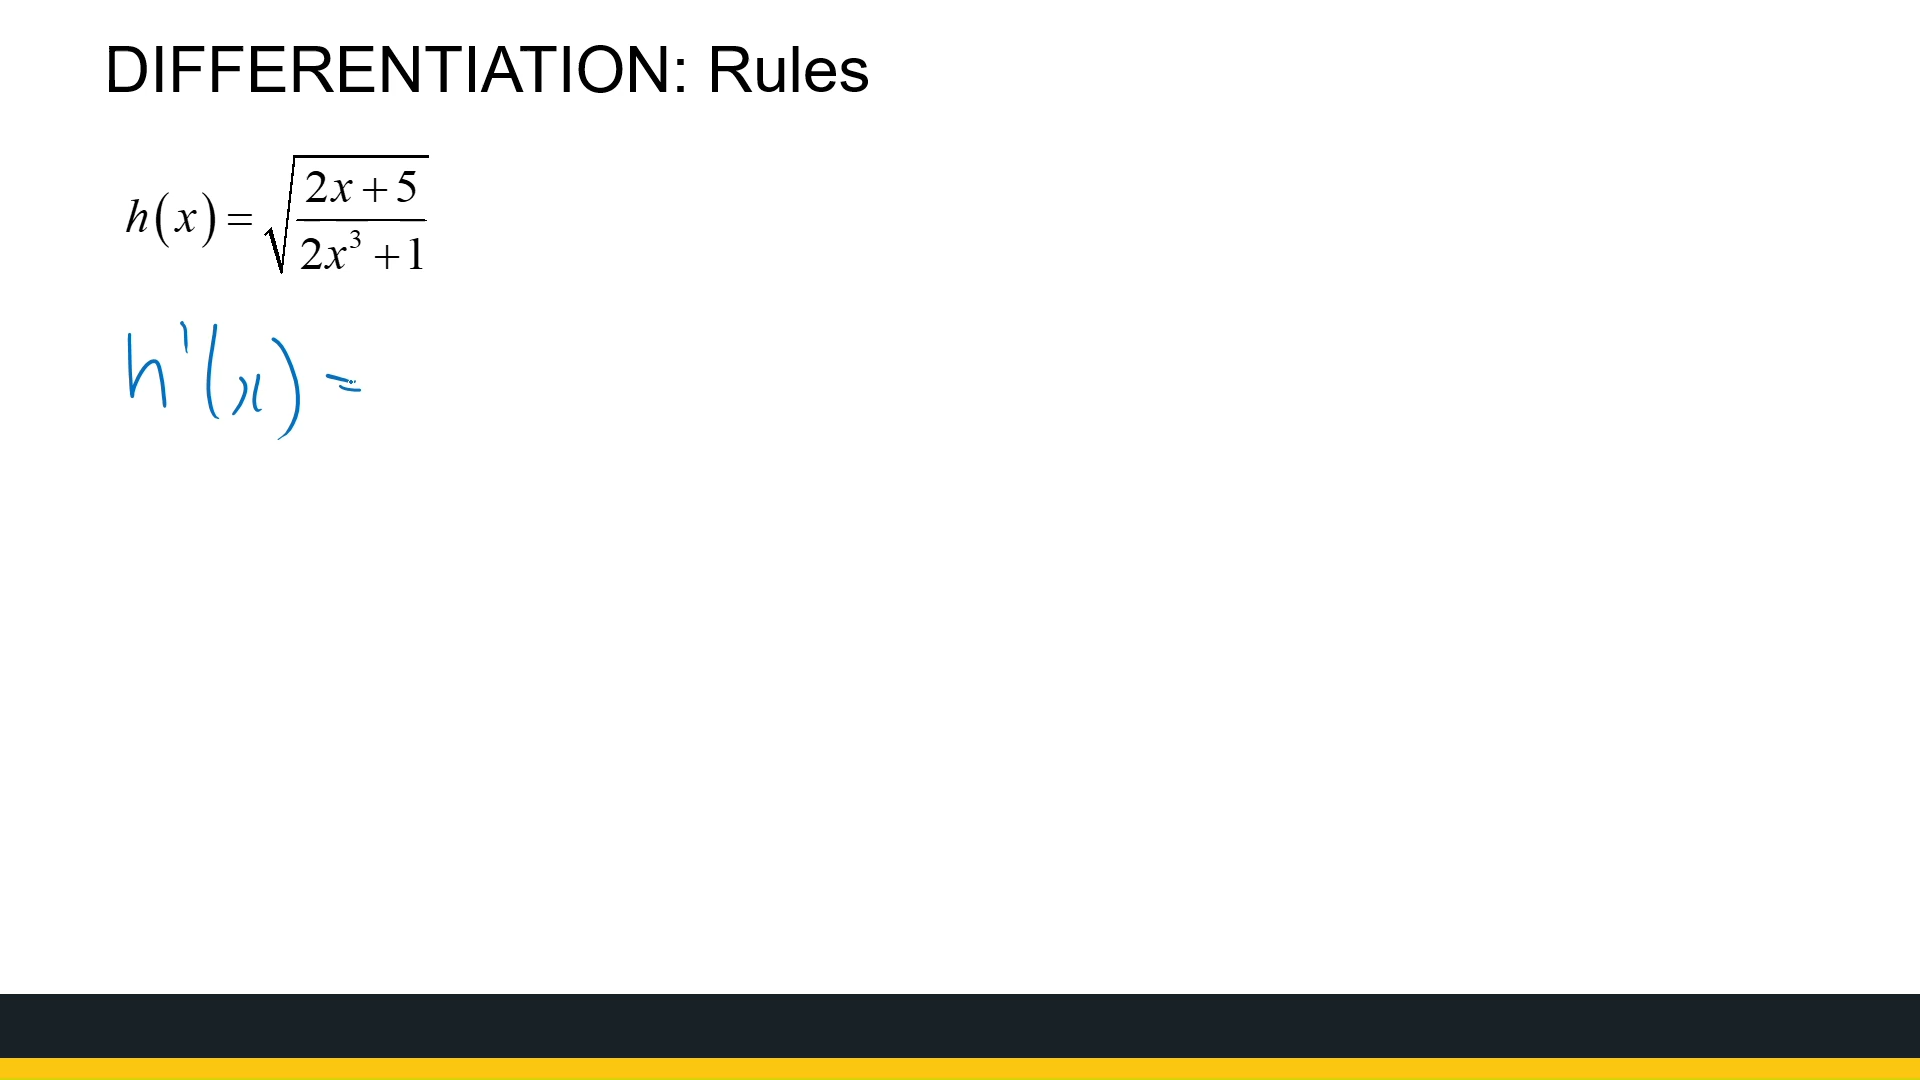 DIFFERENTIATION: Rules
h(x) = √((2x + 5)/(2x³ + 1))
h'(x) =